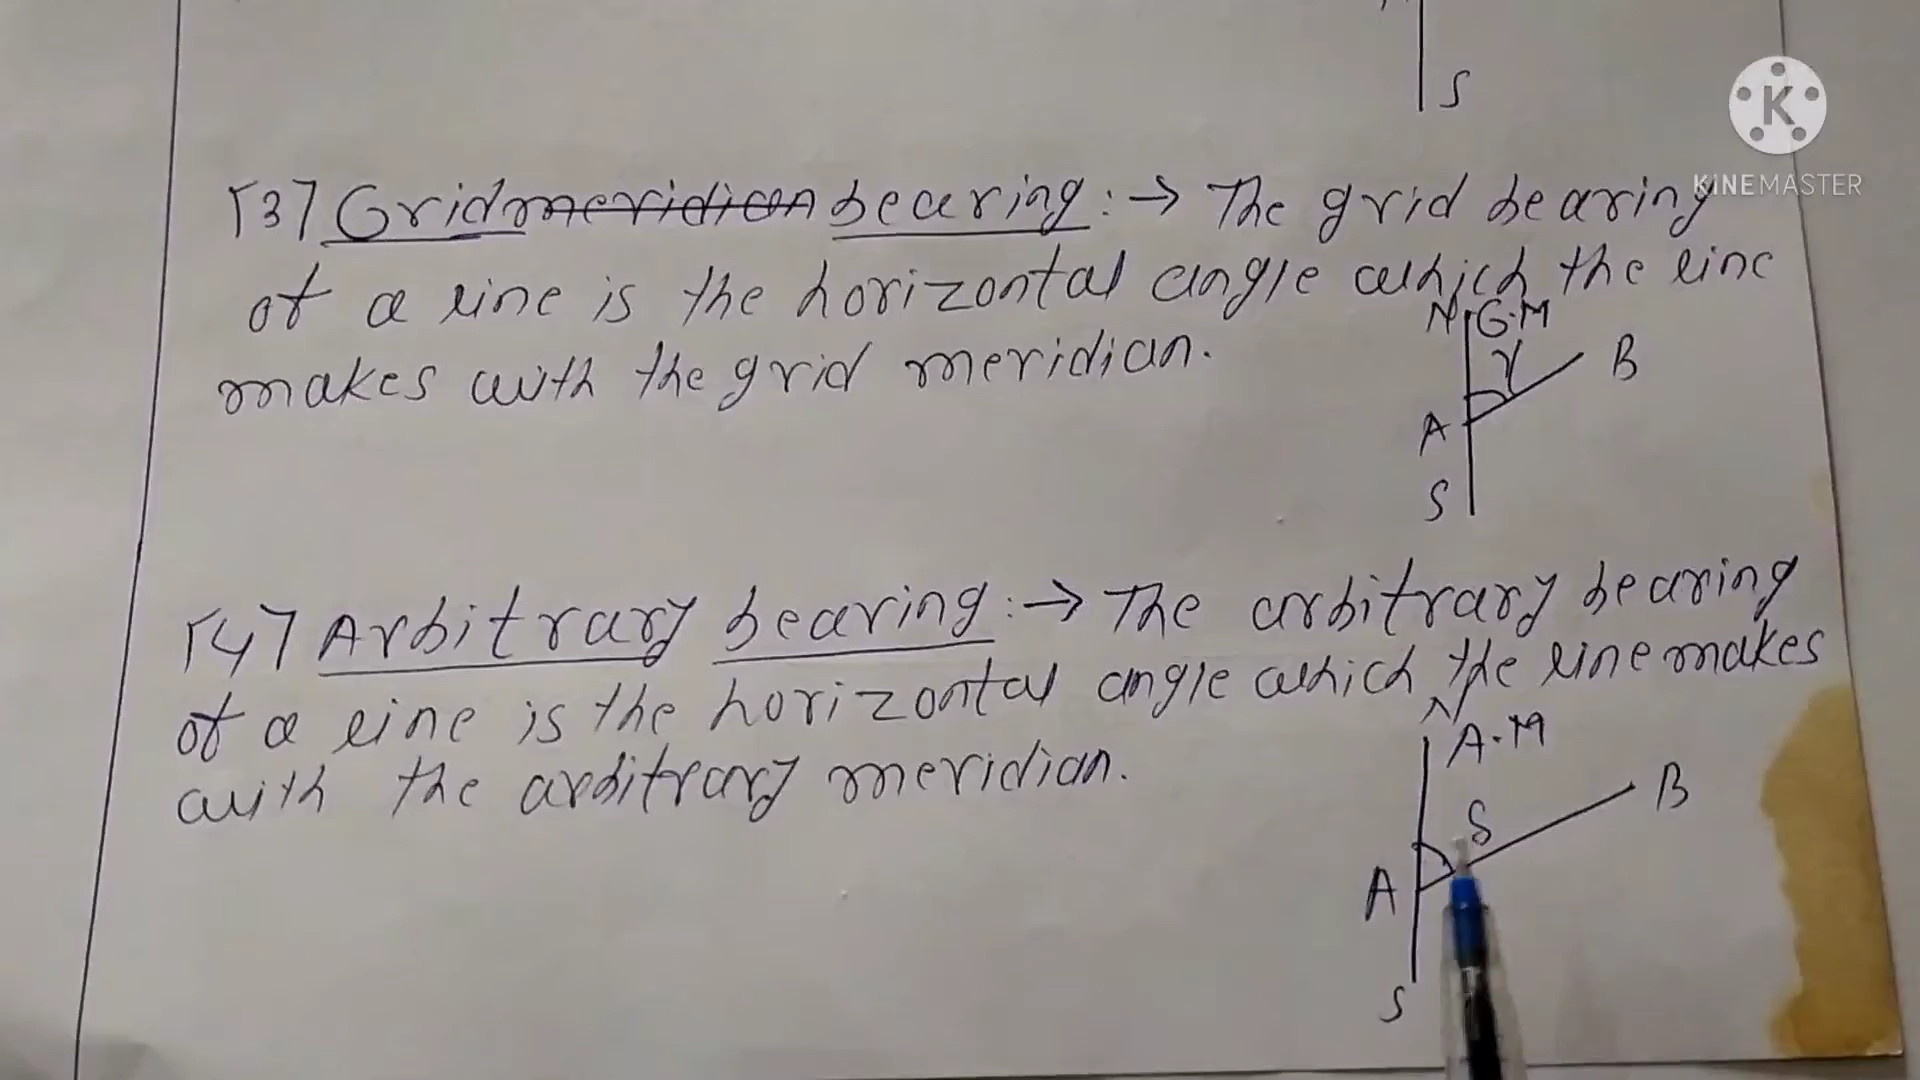 S
KINEMASTER
[3] Grid meridian bearing :→ The grid bearing
of a line is the horizontal angle which the line
makes with the grid meridian.
N G.M
γ B
A
S
[4] Arbitrary bearing :→ The arbitrary bearing
of a line is the horizontal angle which the line makes
with the arbitrary meridian.
N
A.M
B
δ
A
S